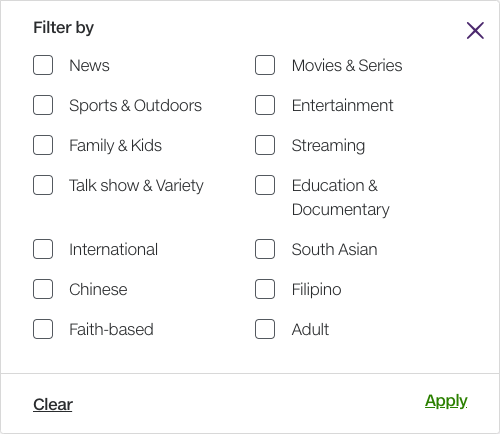 Filter by
News
Movies & Series
Sports & Outdoors
Entertainment
Family & Kids
Streaming
Talk show & Variety
Education &
Documentary
International
South Asian
Chinese
Filipino
Faith-based
Adult
Clear
Apply